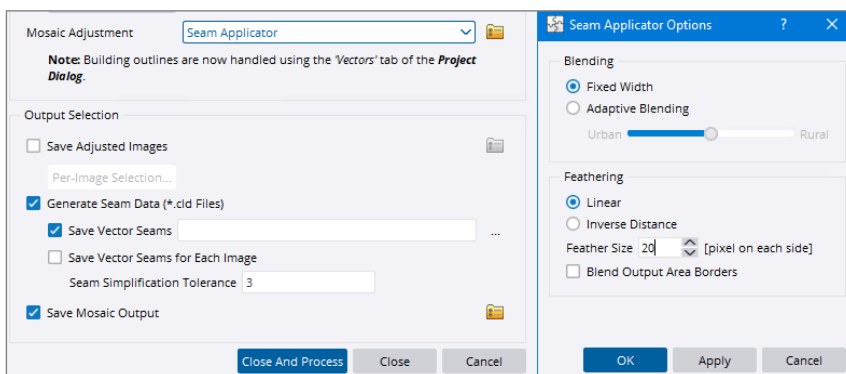 Mosaic Adjustment Seam Applicator
Note: Building outlines are now handled using the 'Vectors' tab of the Project
Dialog.
Output Selection
Save Adjusted Images
Per-Image Selection...
Generate Seam Data (*.cld Files)
Save Vector Seams ...
Save Vector Seams for Each Image
Seam Simplification Tolerance 3
Save Mosaic Output
Close And Process Close Cancel
Seam Applicator Options ? ×
Blending
Fixed Width
Adaptive Blending
Urban Rural
Feathering
Linear
Inverse Distance
Feather Size 20 [pixel on each side]
Blend Output Area Borders
OK Apply Cancel